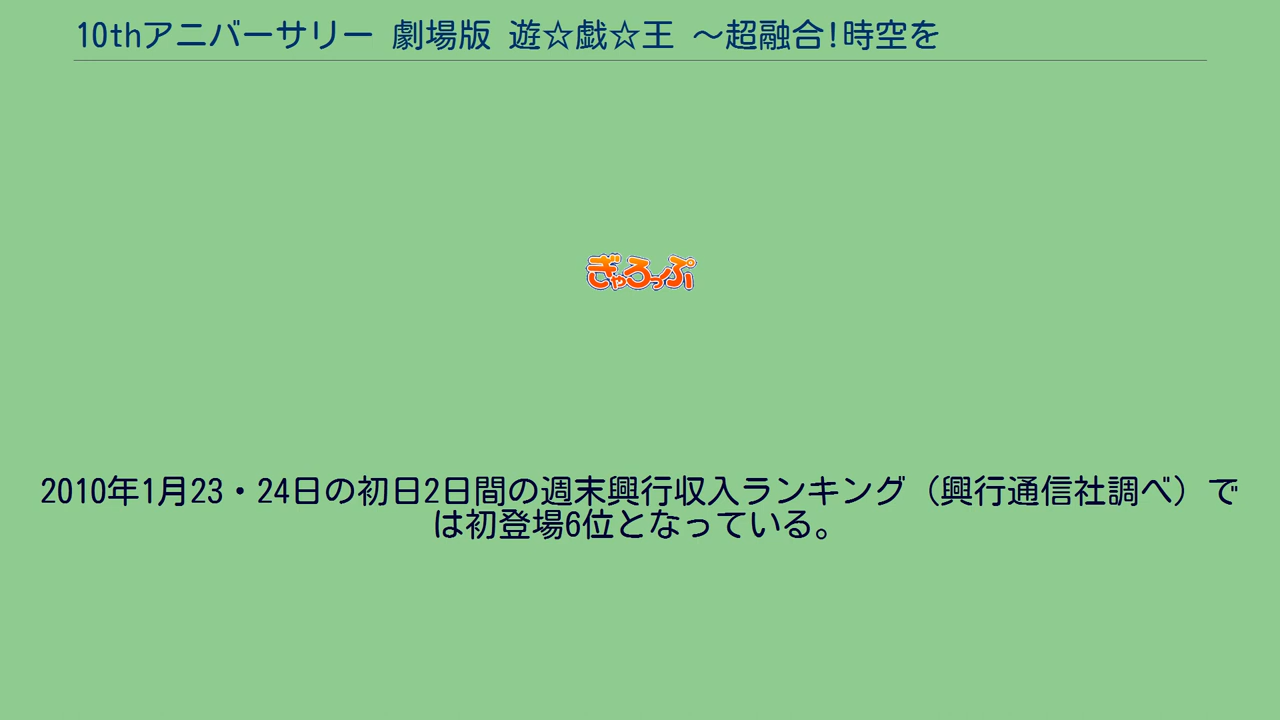 10thアニバーサリー 劇場版 遊☆戯☆王 ～超融合!時空を
ぎゃろっぷ
2010年1月23・24日の初日2日間の週末興行収入ランキング（興行通信社調べ）で
は初登場6位となっている。